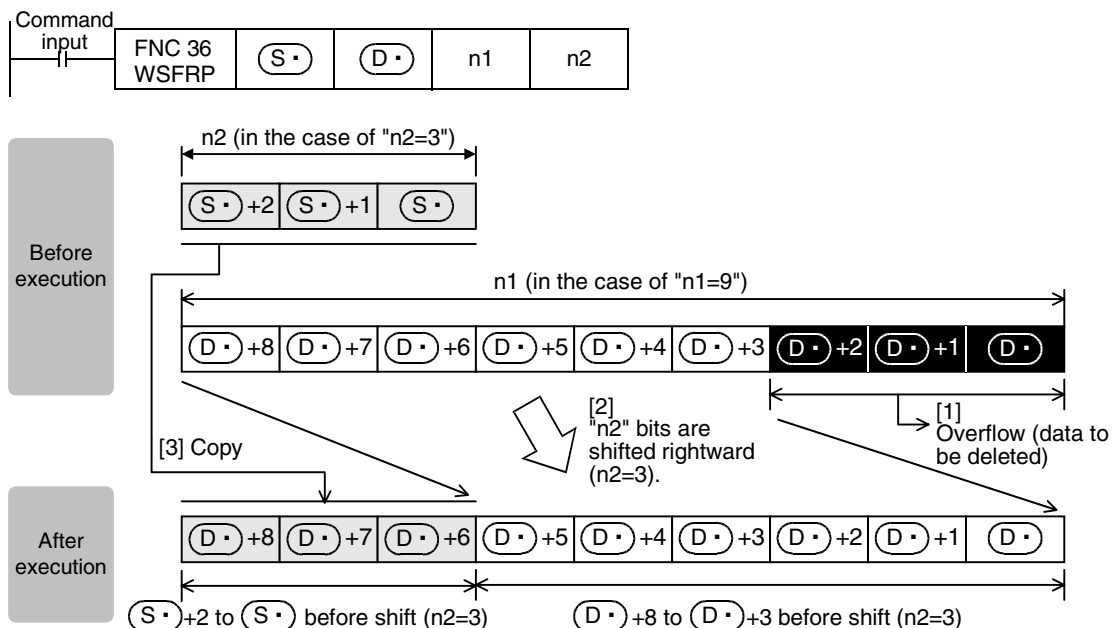 Command
input
FNC 36
WSFRP
S・ D・ n1 n2
n2 (in the case of "n2=3")
S・+2 S・+1 S・
Before
execution
n1 (in the case of "n1=9")
D・+8 D・+7 D・+6 D・+5 D・+4 D・+3 D・+2 D・+1 D・
[3] Copy
[2]
"n2" bits are
shifted rightward
(n2=3).
[1]
Overflow (data to
be deleted)
After
execution
D・+8 D・+7 D・+6 D・+5 D・+4 D・+3 D・+2 D・+1 D・
S・+2 to S・ before shift (n2=3)
D・+8 to D・+3 before shift (n2=3)